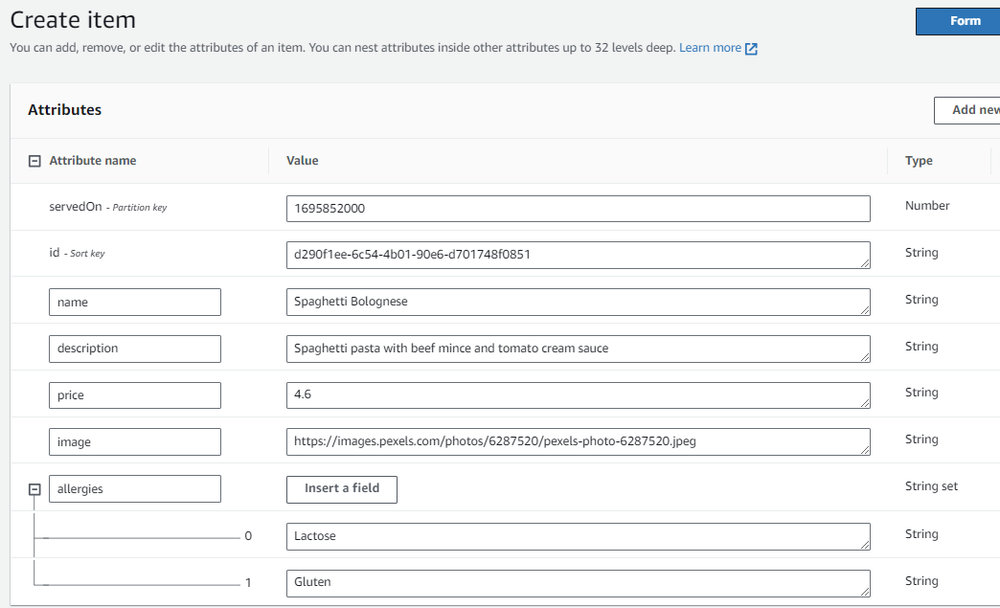 Create item
Form
You can add, remove, or edit the attributes of an item. You can nest attributes inside other attributes up to 32 levels deep. Learn more
Attributes
Add new
Attribute name Value Type
servedOn - Partition key 1695852000 Number
id - Sort key d290f1ee-6c54-4b01-90e6-d701748f0851 String
name Spaghetti Bolognese String
description Spaghetti pasta with beef mince and tomato cream sauce String
price 4.6 String
image https://images.pexels.com/photos/6287520/pexels-photo-6287520.jpeg String
allergies Insert a field String set
0 Lactose String
1 Gluten String